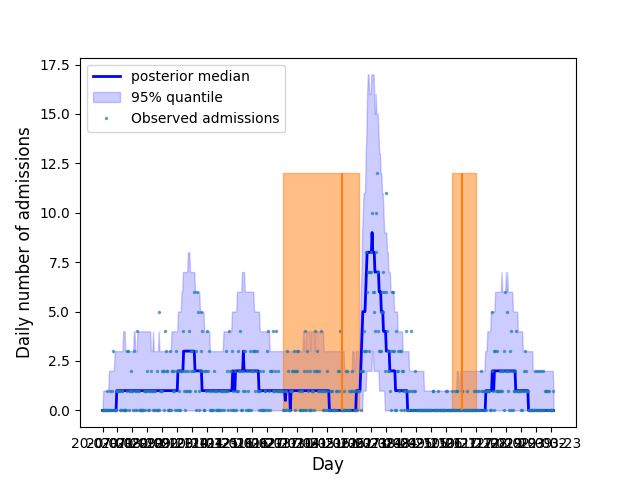 17.5
15.0
12.5
10.0
7.5
5.0
2.5
0.0
Daily number of admissions
posterior median
95% quantile
Observed admissions
Day